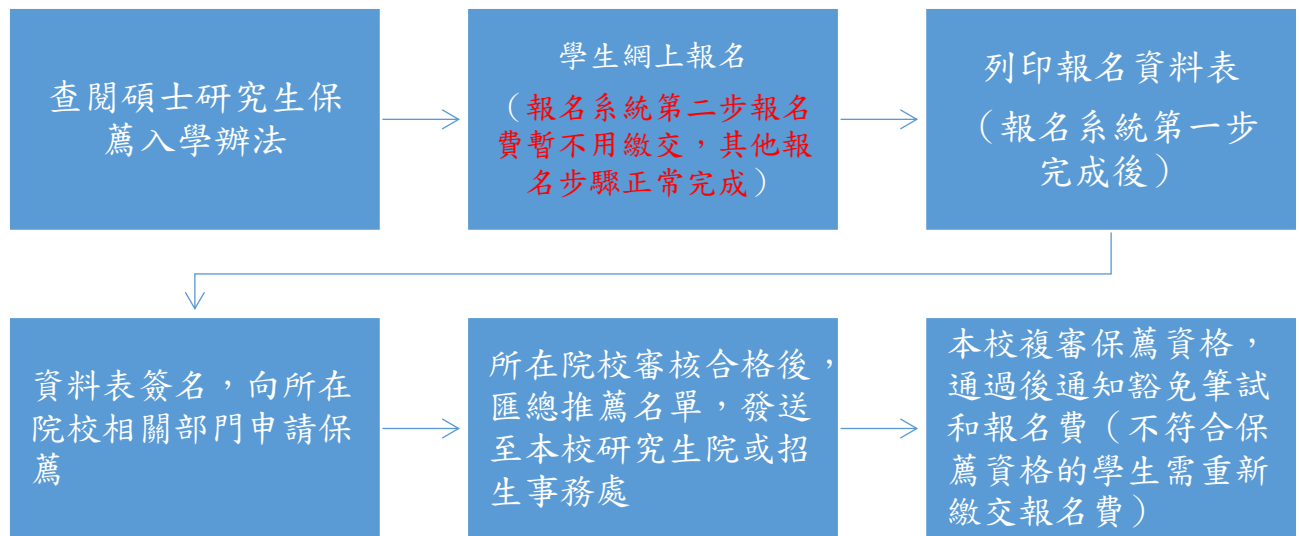 查閱碩士研究生保
薦入學辦法
學生網上報名
（報名系統第二步報名
費暫不用繳交，其他報
名步驟正常完成）
列印報名資料表
（報名系統第一步
完成後）
資料表簽名，向所在
院校相關部門申請保
薦
所在院校審核合格後，
匯總推薦名單，發送
至本校研究生院或招
生事務處
本校複審保薦資格，
通過後通知豁免筆試
和報名費（不符合保
薦資格的學生需重新
繳交報名費）